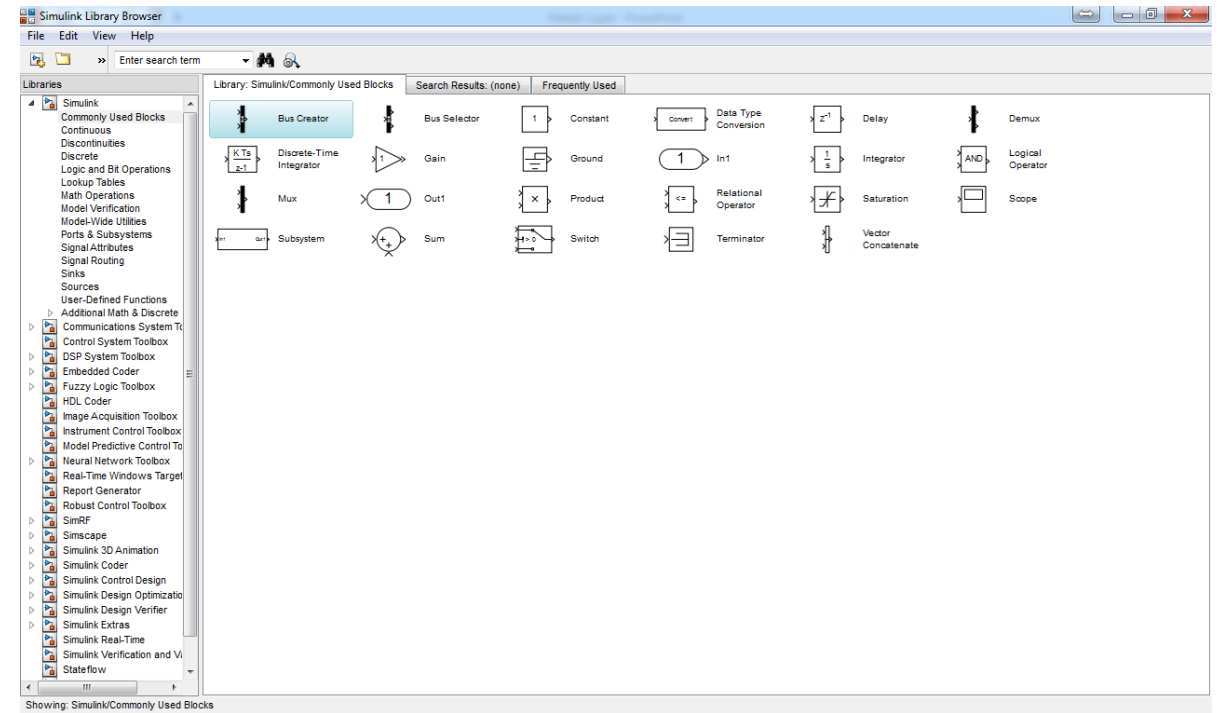 Simulink Library Browser
File Edit View Help
» Enter search term
Libraries
Library: Simulink/Commonly Used Blocks Search Results: (none) Frequently Used
Simulink
Commonly Used Blocks
Continuous
Discontinuities
Discrete
Logic and Bit Operations
Lookup Tables
Math Operations
Model Verification
Model-Wide Utilities
Ports & Subsystems
Signal Attributes
Signal Routing
Sinks
Sources
User-Defined Functions
Additional Math & Discrete
Communications System To
Control System Toolbox
DSP System Toolbox
Embedded Coder
Fuzzy Logic Toolbox
HDL Coder
Image Acquisition Toolbox
Instrument Control Toolbox
Model Predictive Control To
Neural Network Toolbox
Real-Time Windows Target
Report Generator
Robust Control Toolbox
SimRF
Simscape
Simulink 3D Animation
Simulink Coder
Simulink Control Design
Simulink Design Optimizatio
Simulink Design Verifier
Simulink Extras
Simulink Real-Time
Simulink Verification and Va
Stateflow
Bus Creator
Bus Selector
1 Constant
Convert Data Type
Conversion
z-1 Delay
Demux
K Ts
z-1
Discrete-Time
Integrator
1 Gain
Ground
1 In1
1
s
Integrator
AND Logical
Operator
Mux
1 Out1
× Product
<= Relational
Operator
Saturation
Scope
In1 Out1 Subsystem
+
+
Sum
> 0 Switch
Terminator
Vector
Concatenate
Showing: Simulink/Commonly Used Blocks